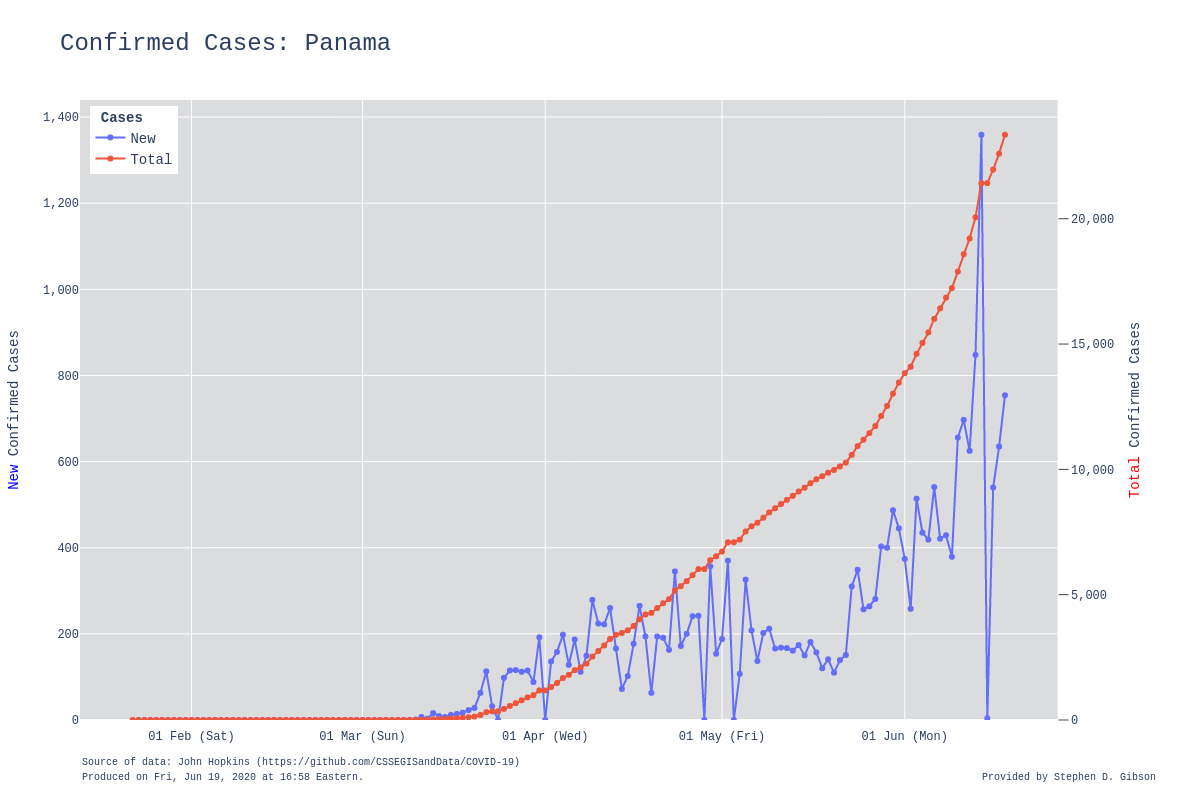 Confirmed Cases: Panama
Cases
New
Total
1,400
1,200
1,000
800
600
400
200
0
20,000
15,000
10,000
5,000
0
New Confirmed Cases
Total Confirmed Cases
01 Feb (Sat)
01 Mar (Sun)
01 Apr (Wed)
01 May (Fri)
01 Jun (Mon)
Source of data: John Hopkins (https://github.com/CSSEGISandData/COVID-19)
Produced on Fri, Jun 19, 2020 at 16:58 Eastern.
Provided by Stephen D. Gibson